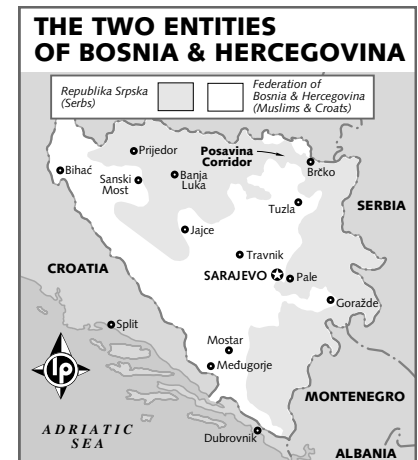 THE TWO ENTITIES
OF BOSNIA & HERCEGOVINA
Republika Srpska
(Serbs)
Federation of
Bosnia & Hercegovina
(Muslims & Croats)
Prijedor
Posavina
Corridor
Bihać
Sanski
Most
Banja
Luka
Brčko
Tuzla
SERBIA
Jajce
Travnik
CROATIA
SARAJEVO
Pale
Goražde
Split
Mostar
Međugorje
lp
MONTENEGRO
ADRIATIC
SEA
Dubrovnik
ALBANIA